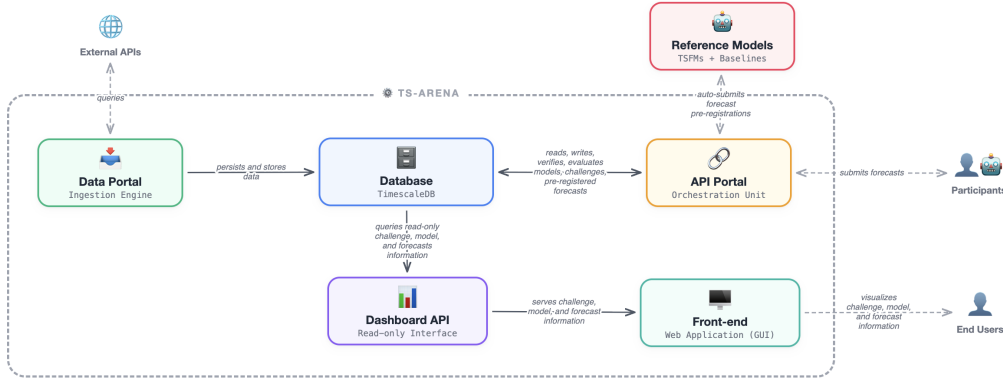 Reference Models
TSFMs + Baselines
External APIs
queries
TS-ARENA
auto-submits
forecast
pre-registrations
Data Portal
Ingestion Engine
persists and stores
data
Database
TimescaleDB
reads, writes,
verifies, evaluates
models, challenges,
pre-registered
forecasts
API Portal
Orchestration Unit
submits forecasts
Participants
queries read-only
challenge, model,
and forecasts
information
Dashboard API
Read-only Interface
serves challenge,
model, and forecast
information
Front-end
Web Application (GUI)
visualizes
challenge, model,
and forecast
information
End Users